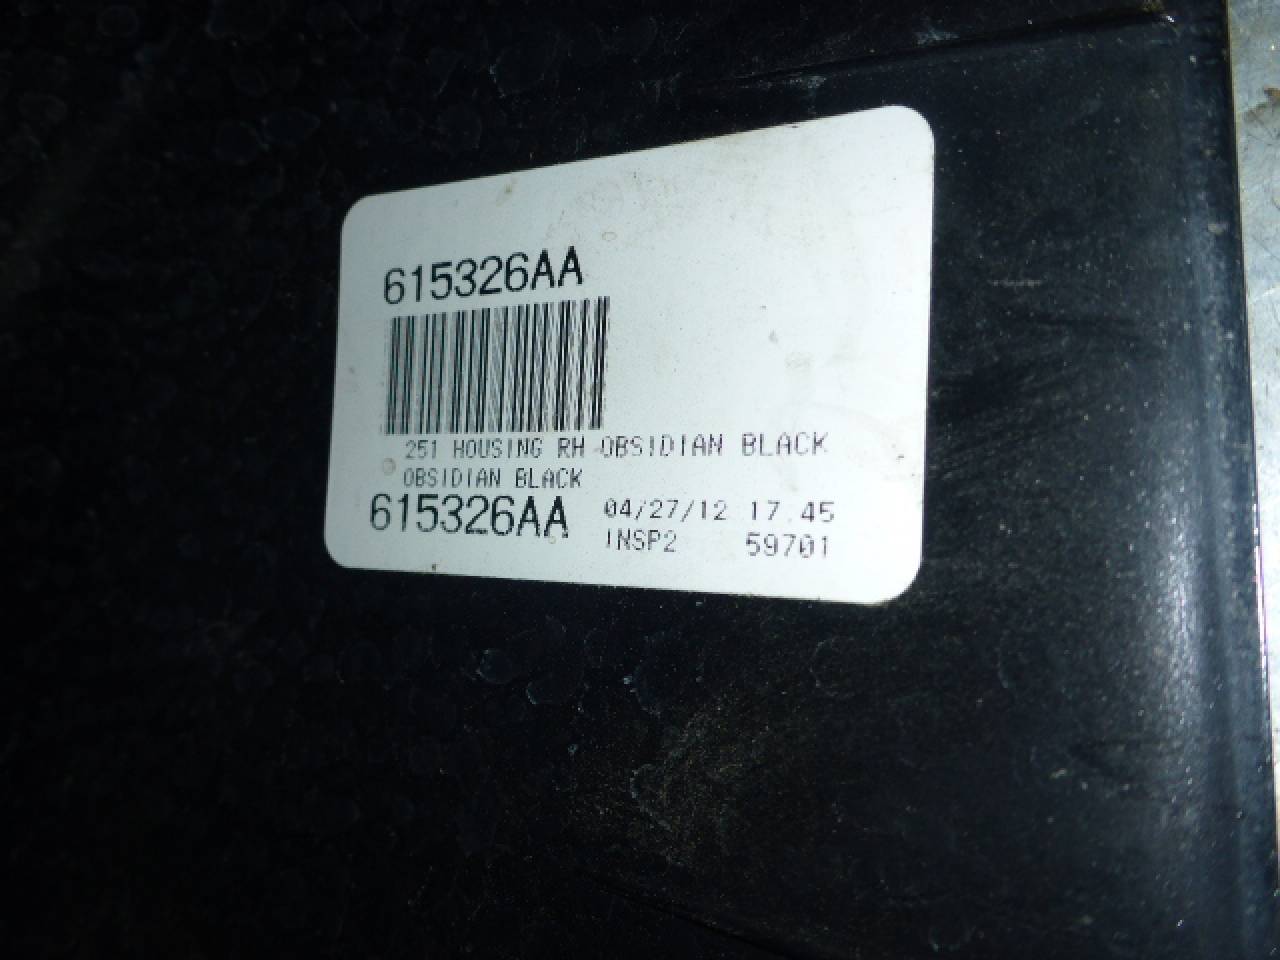 615326AA
251 HOUSING RH OBSIDIAN BLACK
OBSIDIAN BLACK
615326AA 04/27/12 17.45
INSP2 59701